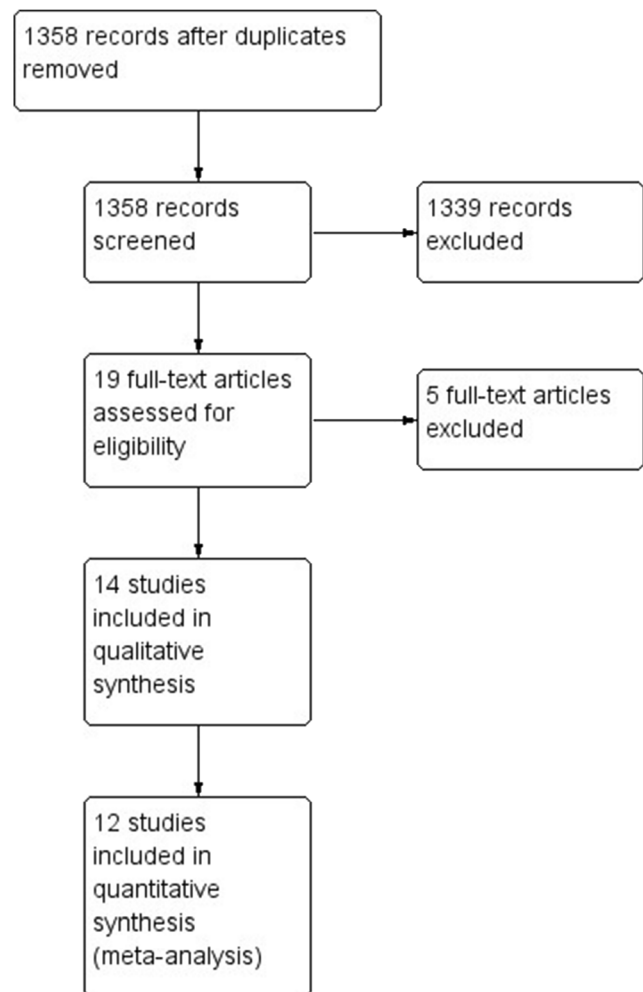 1358 records after duplicates
removed
1358 records
screened
1339 records
excluded
19 full-text articles
assessed for
eligibility
5 full-text articles
excluded
14 studies
included in
qualitative
synthesis
12 studies
included in
quantitative
synthesis
(meta-analysis)